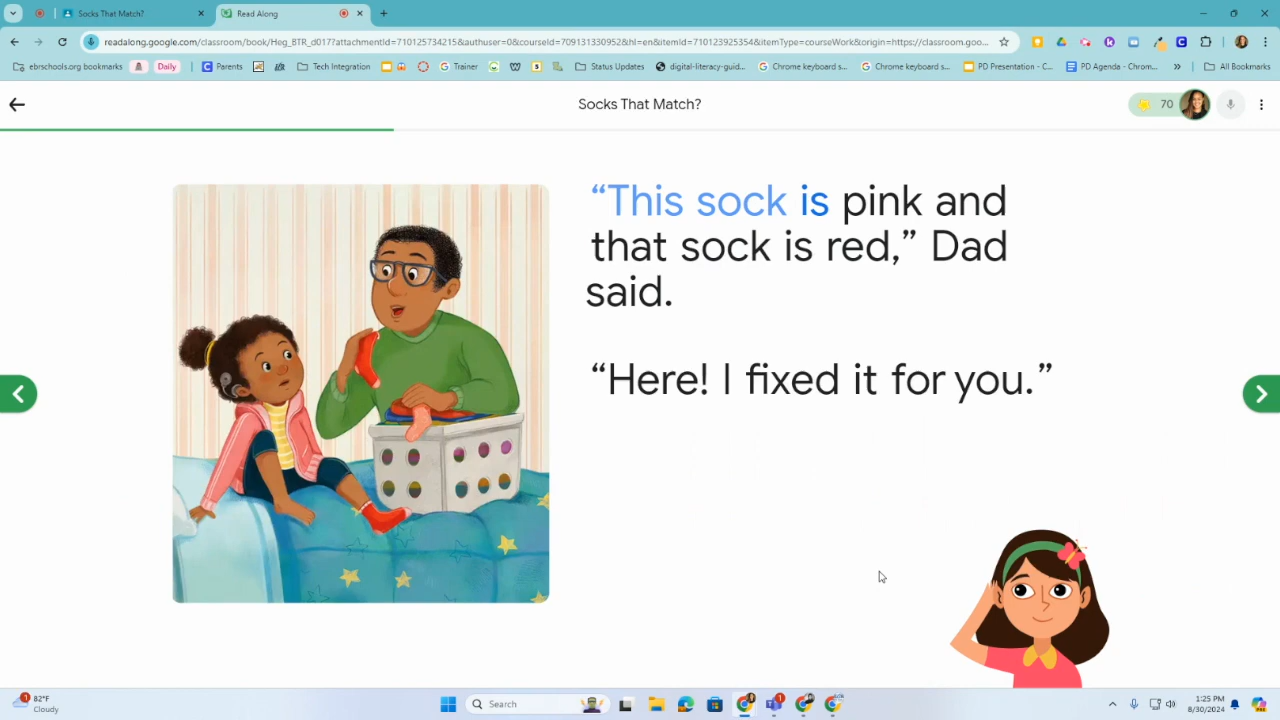 Socks That Match?
Read Along
readalong.google.com/classroom/book/Heg_BTR_d017?attachmentId=710125734215&authuser=0&courseId=709131330952&hl=en&itemId=710123925354&itemType=courseWork&origin=https://classroom.goo...
ebrschools.org bookmarks
Daily
Parents
Tech Integration
Trainer
Status Updates
digital-literacy-guid...
Chrome keyboard s...
Chrome keyboard s...
PD Presentation - C...
PD Agenda - Chrom...
All Bookmarks
Socks That Match?
70
“This sock is pink and
that sock is red,” Dad
said.
“Here! I fixed it for you.”
82°F
Cloudy
Search
1:25 PM
8/30/2024